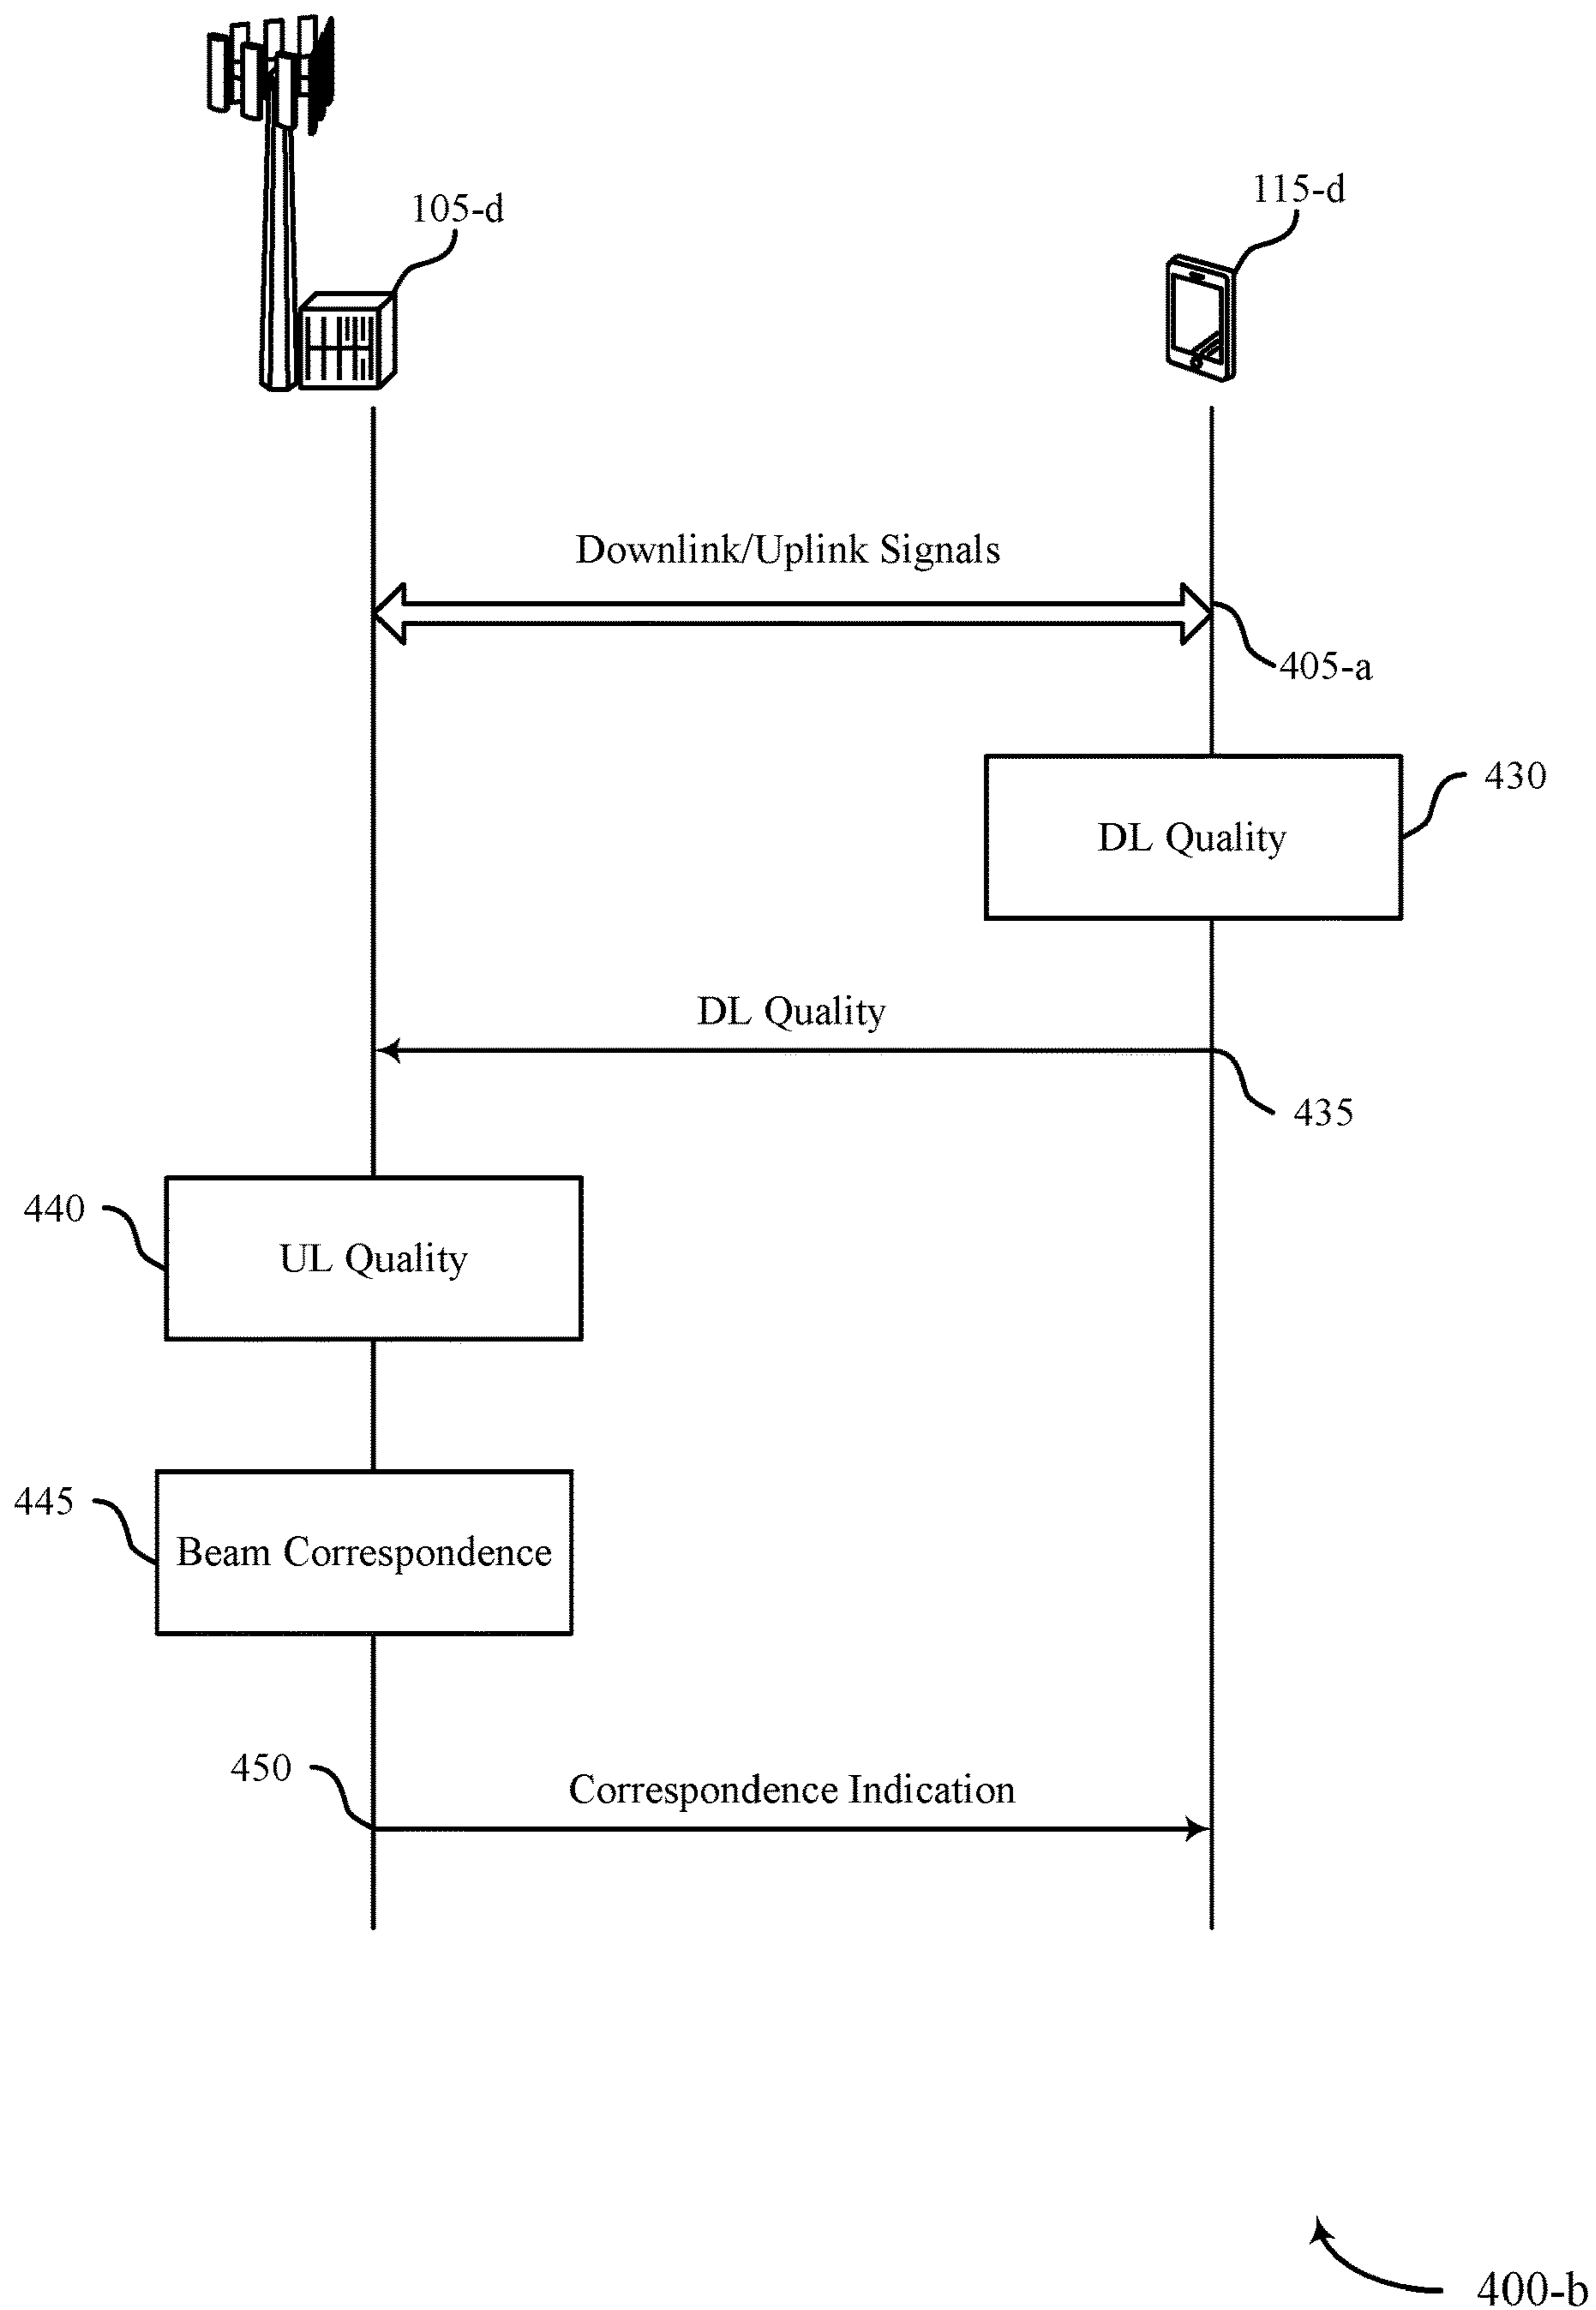 115-d
105-d
Downlink/Uplink Signals
405-a
430
DL Quality
DL Quality
435
440
UL Quality
445
Beam Correspondence
450
Correspondence Indication
400-b